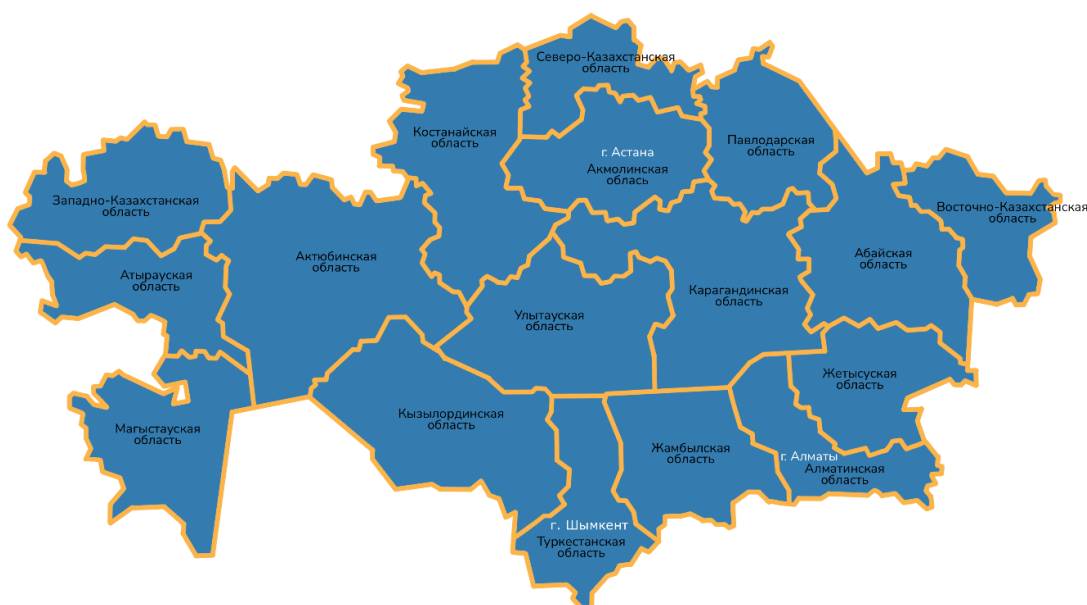 Северо-Казахстанская
область
Костанайская
область
Павлодарская
область
г. Астана
Акмолинская
облась
Западно-Казахстанская
область
Восточно-Казахстанская
область
Актюбинская
область
Абайская
область
Атырауская
область
Карагандинская
область
Улытауская
область
Жетысуская
область
Кызылординская
область
Магыстауская
область
Жамбылская
область
г. Алматы
Алматинская
область
г. Шымкент
Туркестанская
область